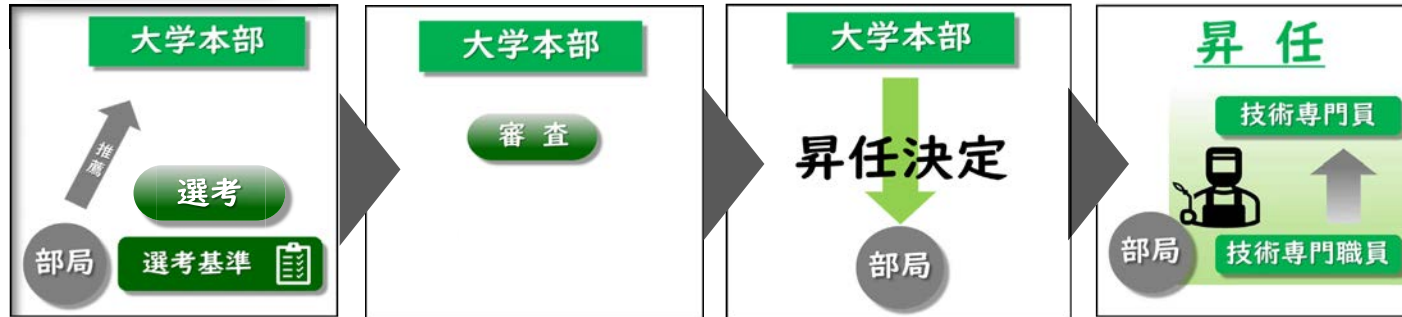 大学本部
推薦
選考
部局
選考基準
大学本部
審査
大学本部
昇任決定
部局
昇任
技術専門員
部局
技術専門職員